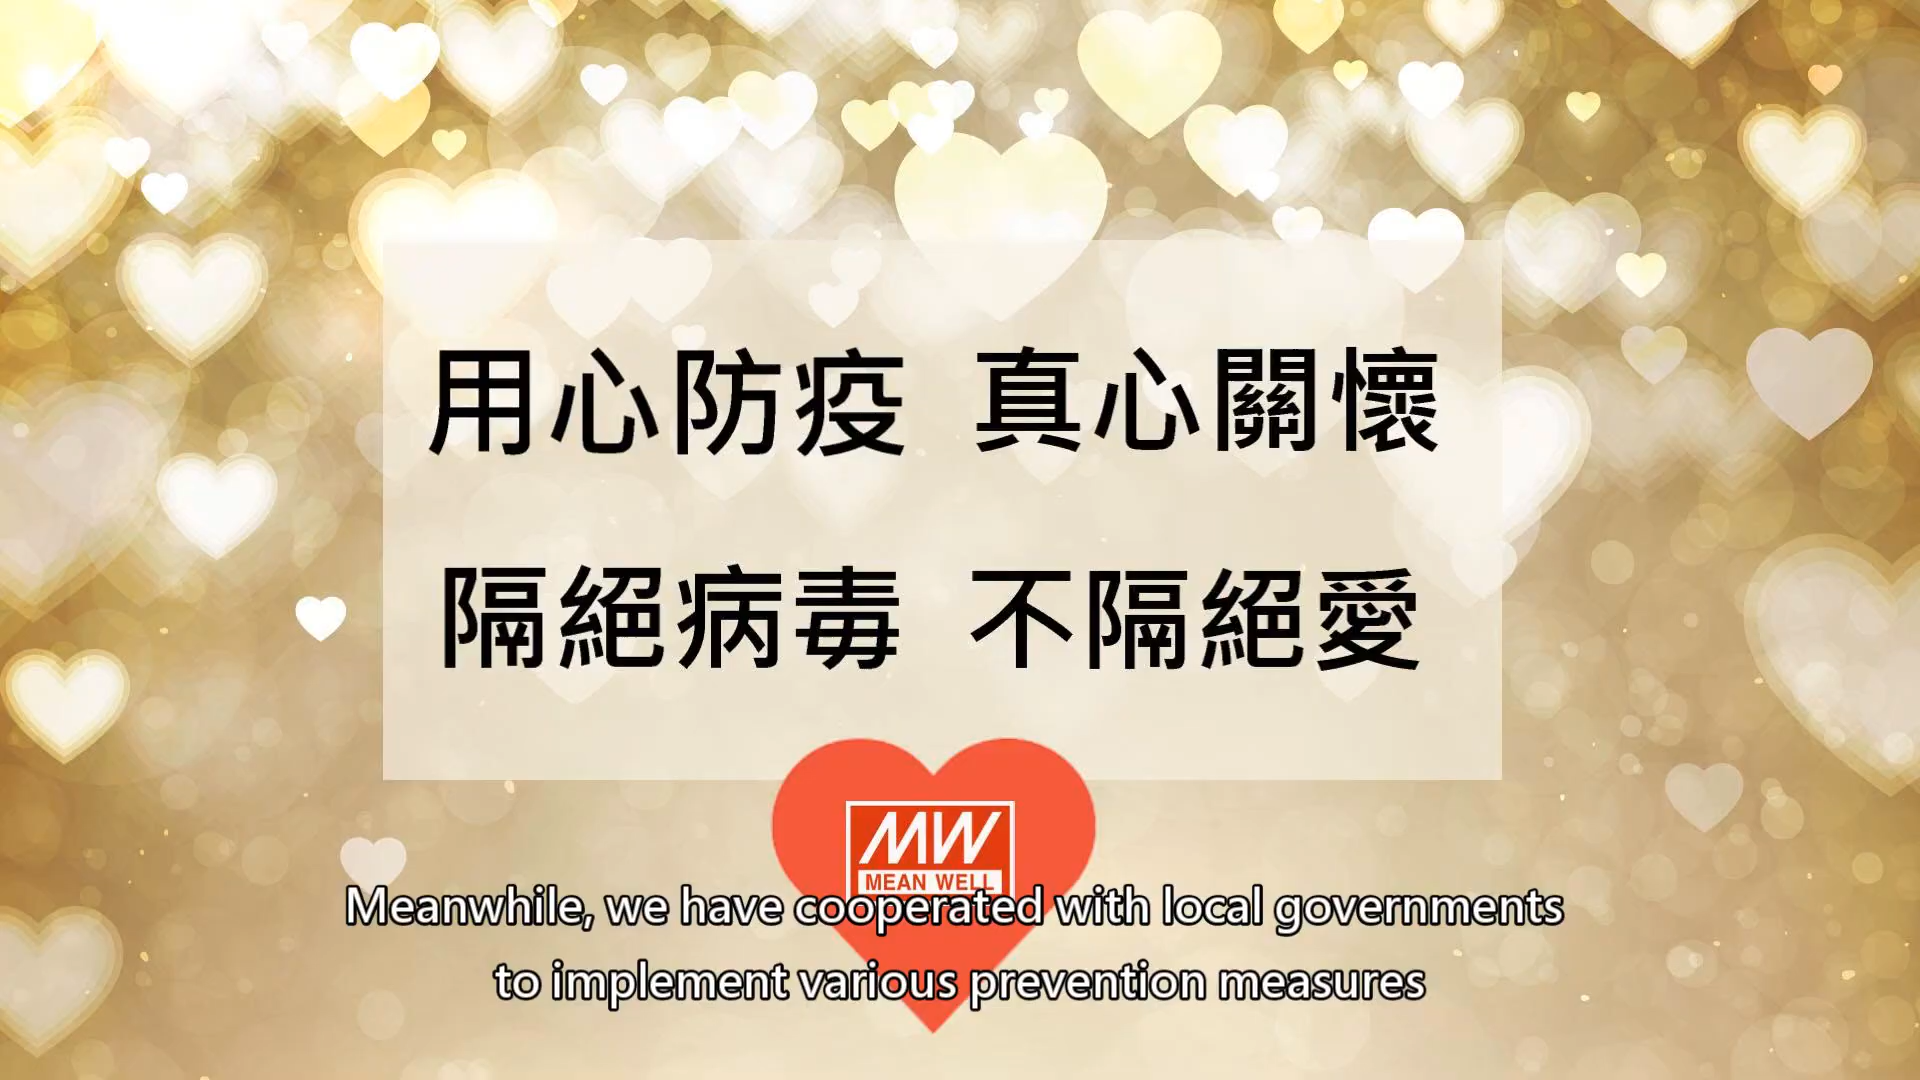 用心防疫 真心關懷
隔絕病毒 不隔絕愛
MW
MEAN WELL
Meanwhile, we have cooperated with local governments
to implement various prevention measures